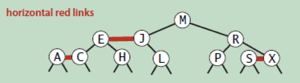 horizontal red links
M
E J R
A C H L P S X